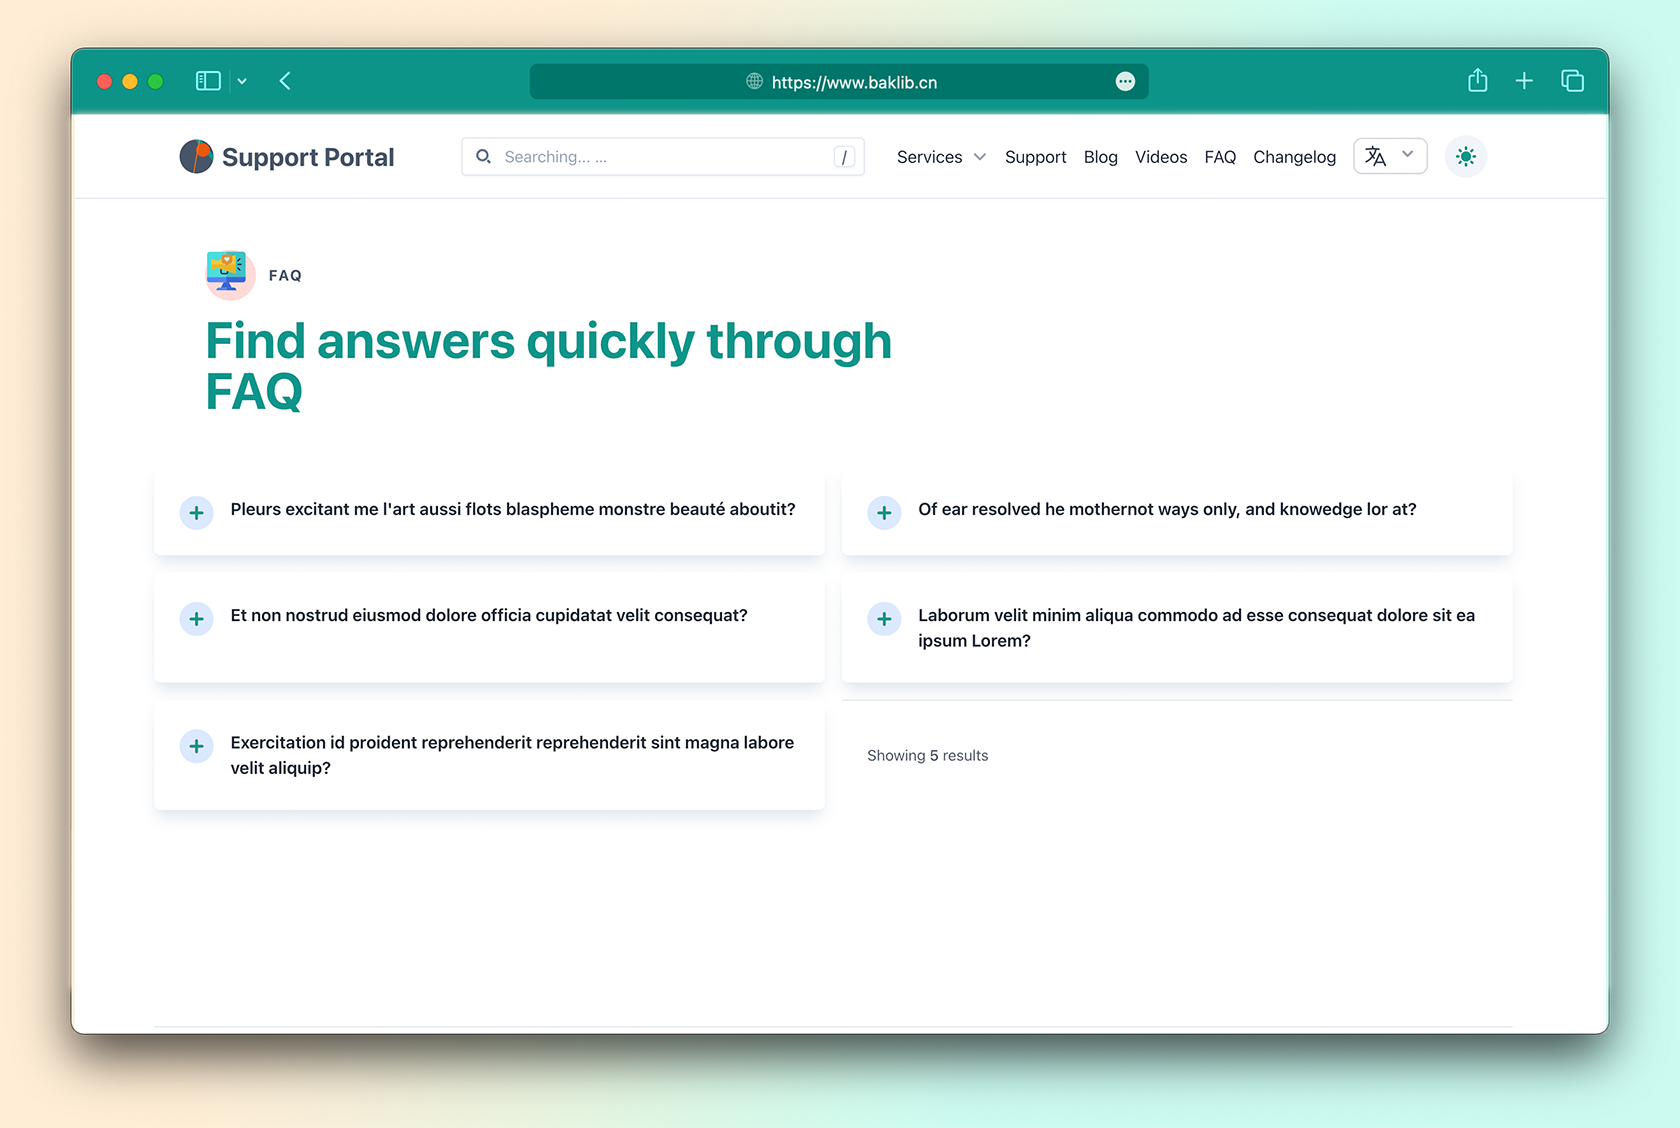 https://www.baklib.cn
Support Portal
Searching... ...
/
Services
Support
Blog
Videos
FAQ
Changelog
FAQ
Find answers quickly through
FAQ
Pleurs excitant me l'art aussi flots blaspheme monstre beauté aboutit?
Of ear resolved he mothernot ways only, and knowedge lor at?
Et non nostrud eiusmod dolore officia cupidatat velit consequat?
Laborum velit minim aliqua commodo ad esse consequat dolore sit ea
ipsum Lorem?
Exercitation id proident reprehenderit reprehenderit sint magna labore
velit aliquip?
Showing 5 results